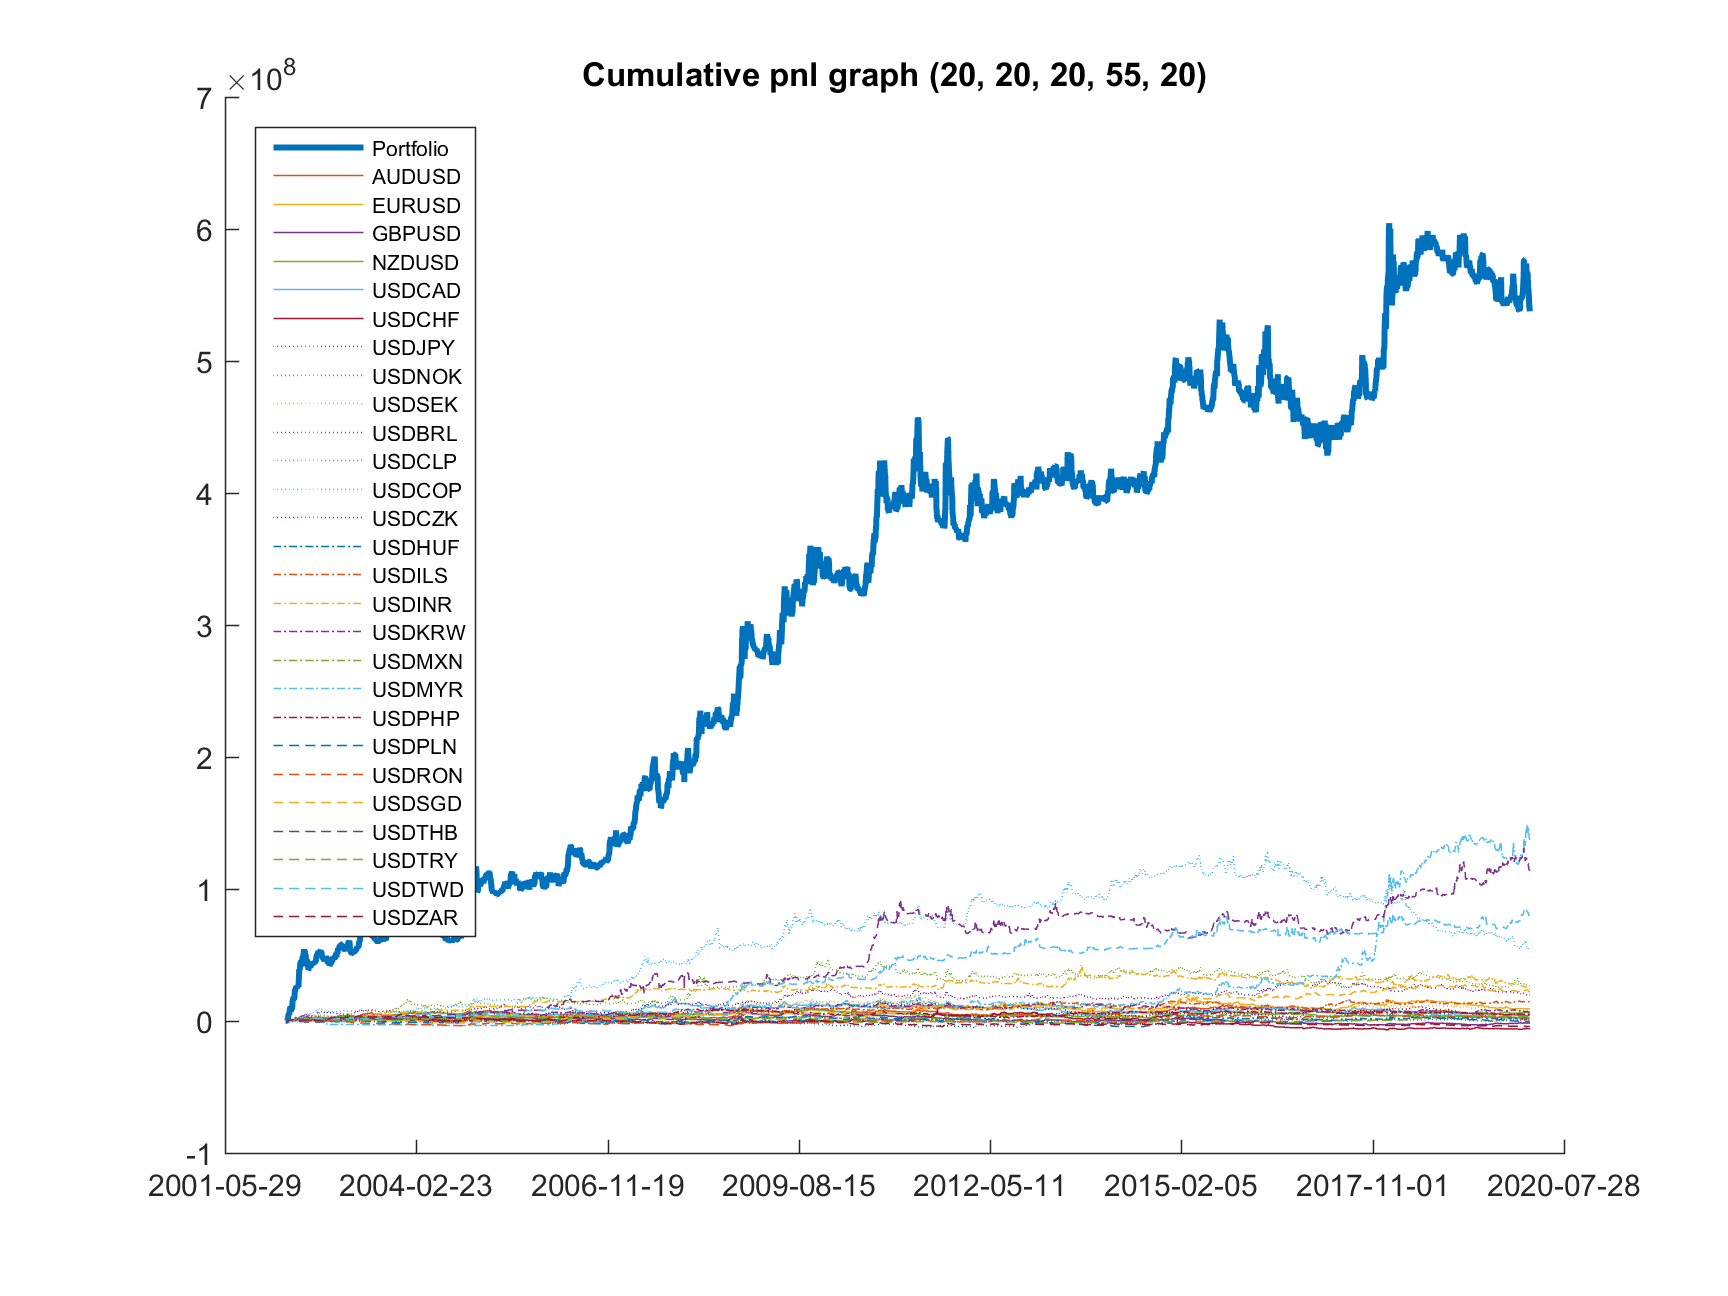 Cumulative pnl graph (20, 20, 20, 55, 20)
×10^8
7
6
5
4
3
2
1
0
-1
Portfolio
AUDUSD
EURUSD
GBPUSD
NZDUSD
USDCAD
USDCHF
USDJPY
USDNOK
USDSEK
USDBRL
USDCLP
USDCOP
USDCZK
USDHUF
USDILS
USDINR
USDKRW
USDMXN
USDMYR
USDPHP
USDPLN
USDRON
USDSGD
USDTHB
USDTRY
USDTWD
USDZAR
2001-05-29 2004-02-23 2006-11-19 2009-08-15 2012-05-11 2015-02-05 2017-11-01 2020-07-28